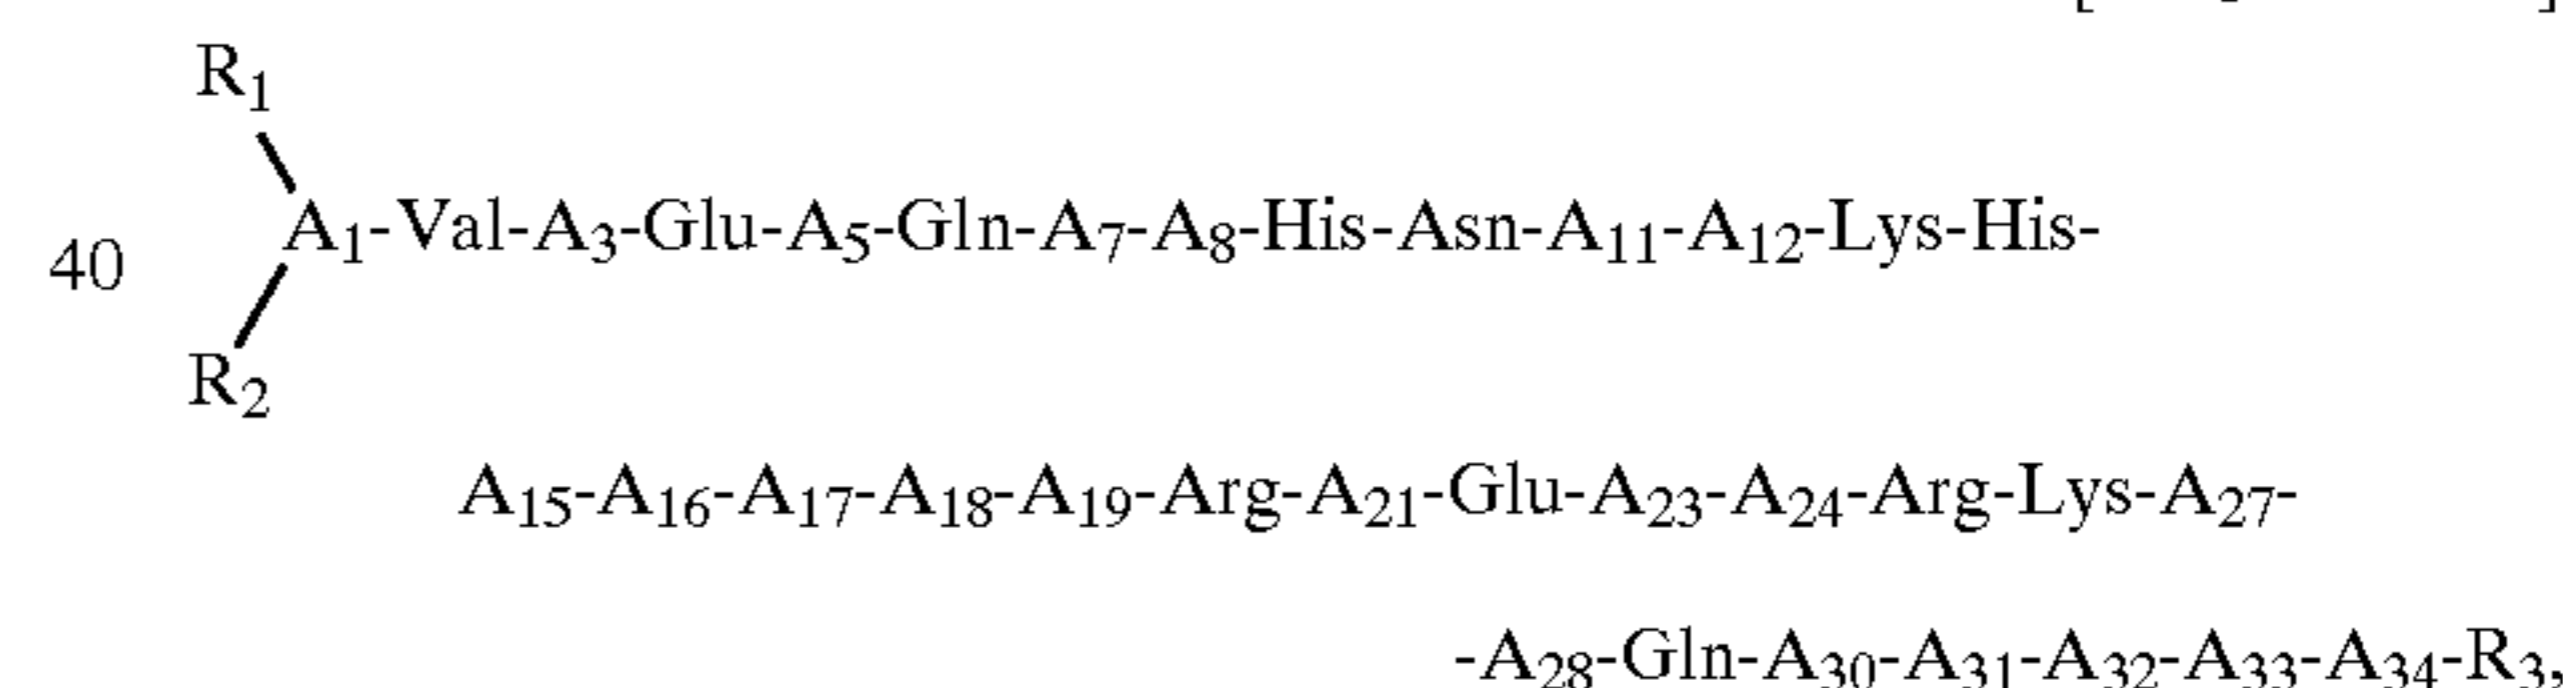 R1
A1-Val-A3-Glu-A5-Gln-A7-A8-His-Asn-A11-A12-Lys-His-
40
R2
A15-A16-A17-A18-A19-Arg-A21-Glu-A23-A24-Arg-Lys-A27-
-A28-Gln-A30-A31-A32-A33-A34-R3,